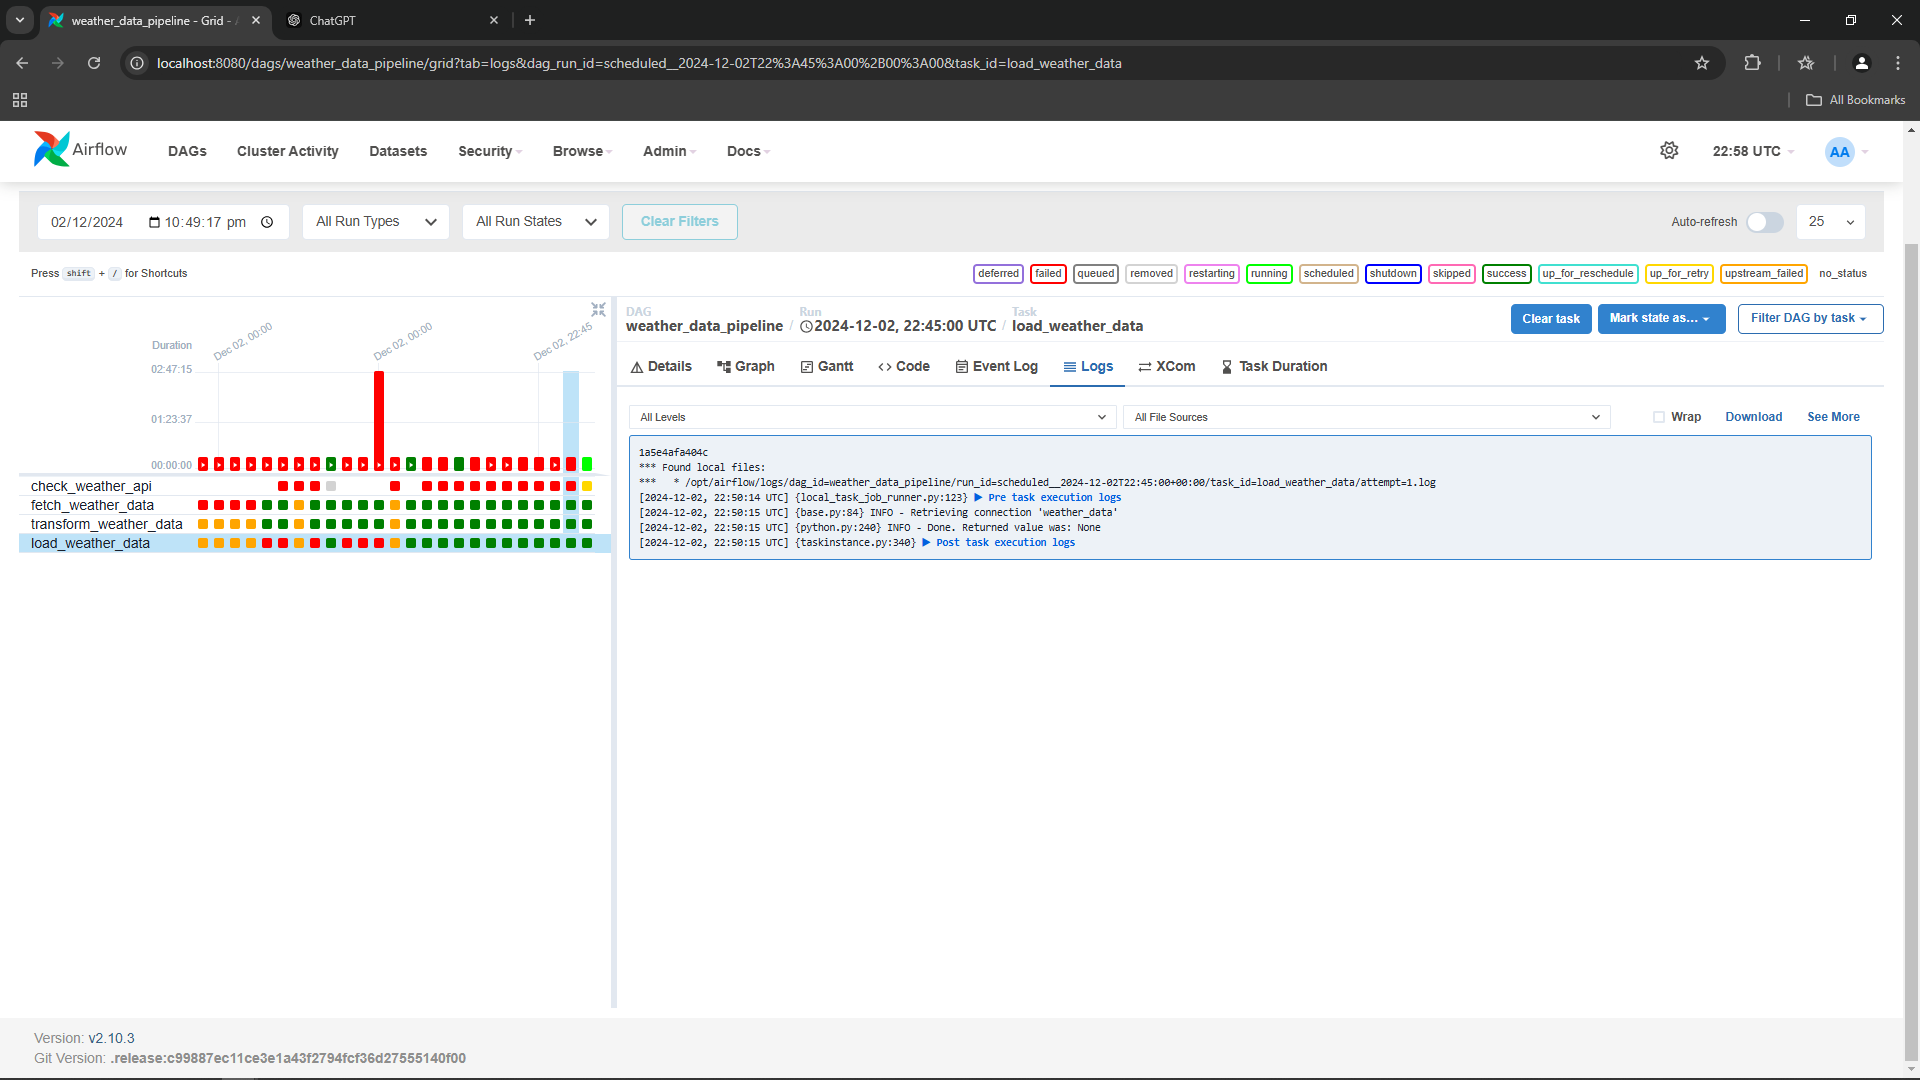 weather_data_pipeline - Grid -
ChatGPT
localhost:8080/dags/weather_data_pipeline/grid?tab=logs&dag_run_id=scheduled__2024-12-02T22%3A45%3A00%2B00%3A00&task_id=load_weather_data
All Bookmarks
Airflow
DAGs
Cluster Activity
Datasets
Security
Browse
Admin
Docs
22:58 UTC
AA
02/12/2024 10:49:17 pm
All Run Types
All Run States
Clear Filters
Auto-refresh
25
Press shift + / for Shortcuts
deferred
failed
queued
removed
restarting
running
scheduled
shutdown
skipped
success
up_for_reschedule
up_for_retry
upstream_failed
no_status
Duration
Dec 02, 00:00
Dec 02, 00:00
Dec 02, 22:45
02:47:15
01:23:37
00:00:00
check_weather_api
fetch_weather_data
transform_weather_data
load_weather_data
DAG
weather_data_pipeline /
Run
2024-12-02, 22:45:00 UTC /
Task
load_weather_data
Clear task
Mark state as...
Filter DAG by task
Details
Graph
Gantt
Code
Event Log
Logs
XCom
Task Duration
All Levels
All File Sources
Wrap
Download
See More
1a5e4afa404c
*** Found local files:
***   * /opt/airflow/logs/dag_id=weather_data_pipeline/run_id=scheduled__2024-12-02T22:45:00+00:00/task_id=load_weather_data/attempt=1.log
[2024-12-02, 22:50:14 UTC] {local_task_job_runner.py:123} ▶ Pre task execution logs
[2024-12-02, 22:50:15 UTC] {base.py:84} INFO - Retrieving connection 'weather_data'
[2024-12-02, 22:50:15 UTC] {python.py:240} INFO - Done. Returned value was: None
[2024-12-02, 22:50:15 UTC] {taskinstance.py:340} ▶ Post task execution logs
Version: v2.10.3
Git Version: .release:c99887ec11ce3e1a43f2794fcf36d27555140f00